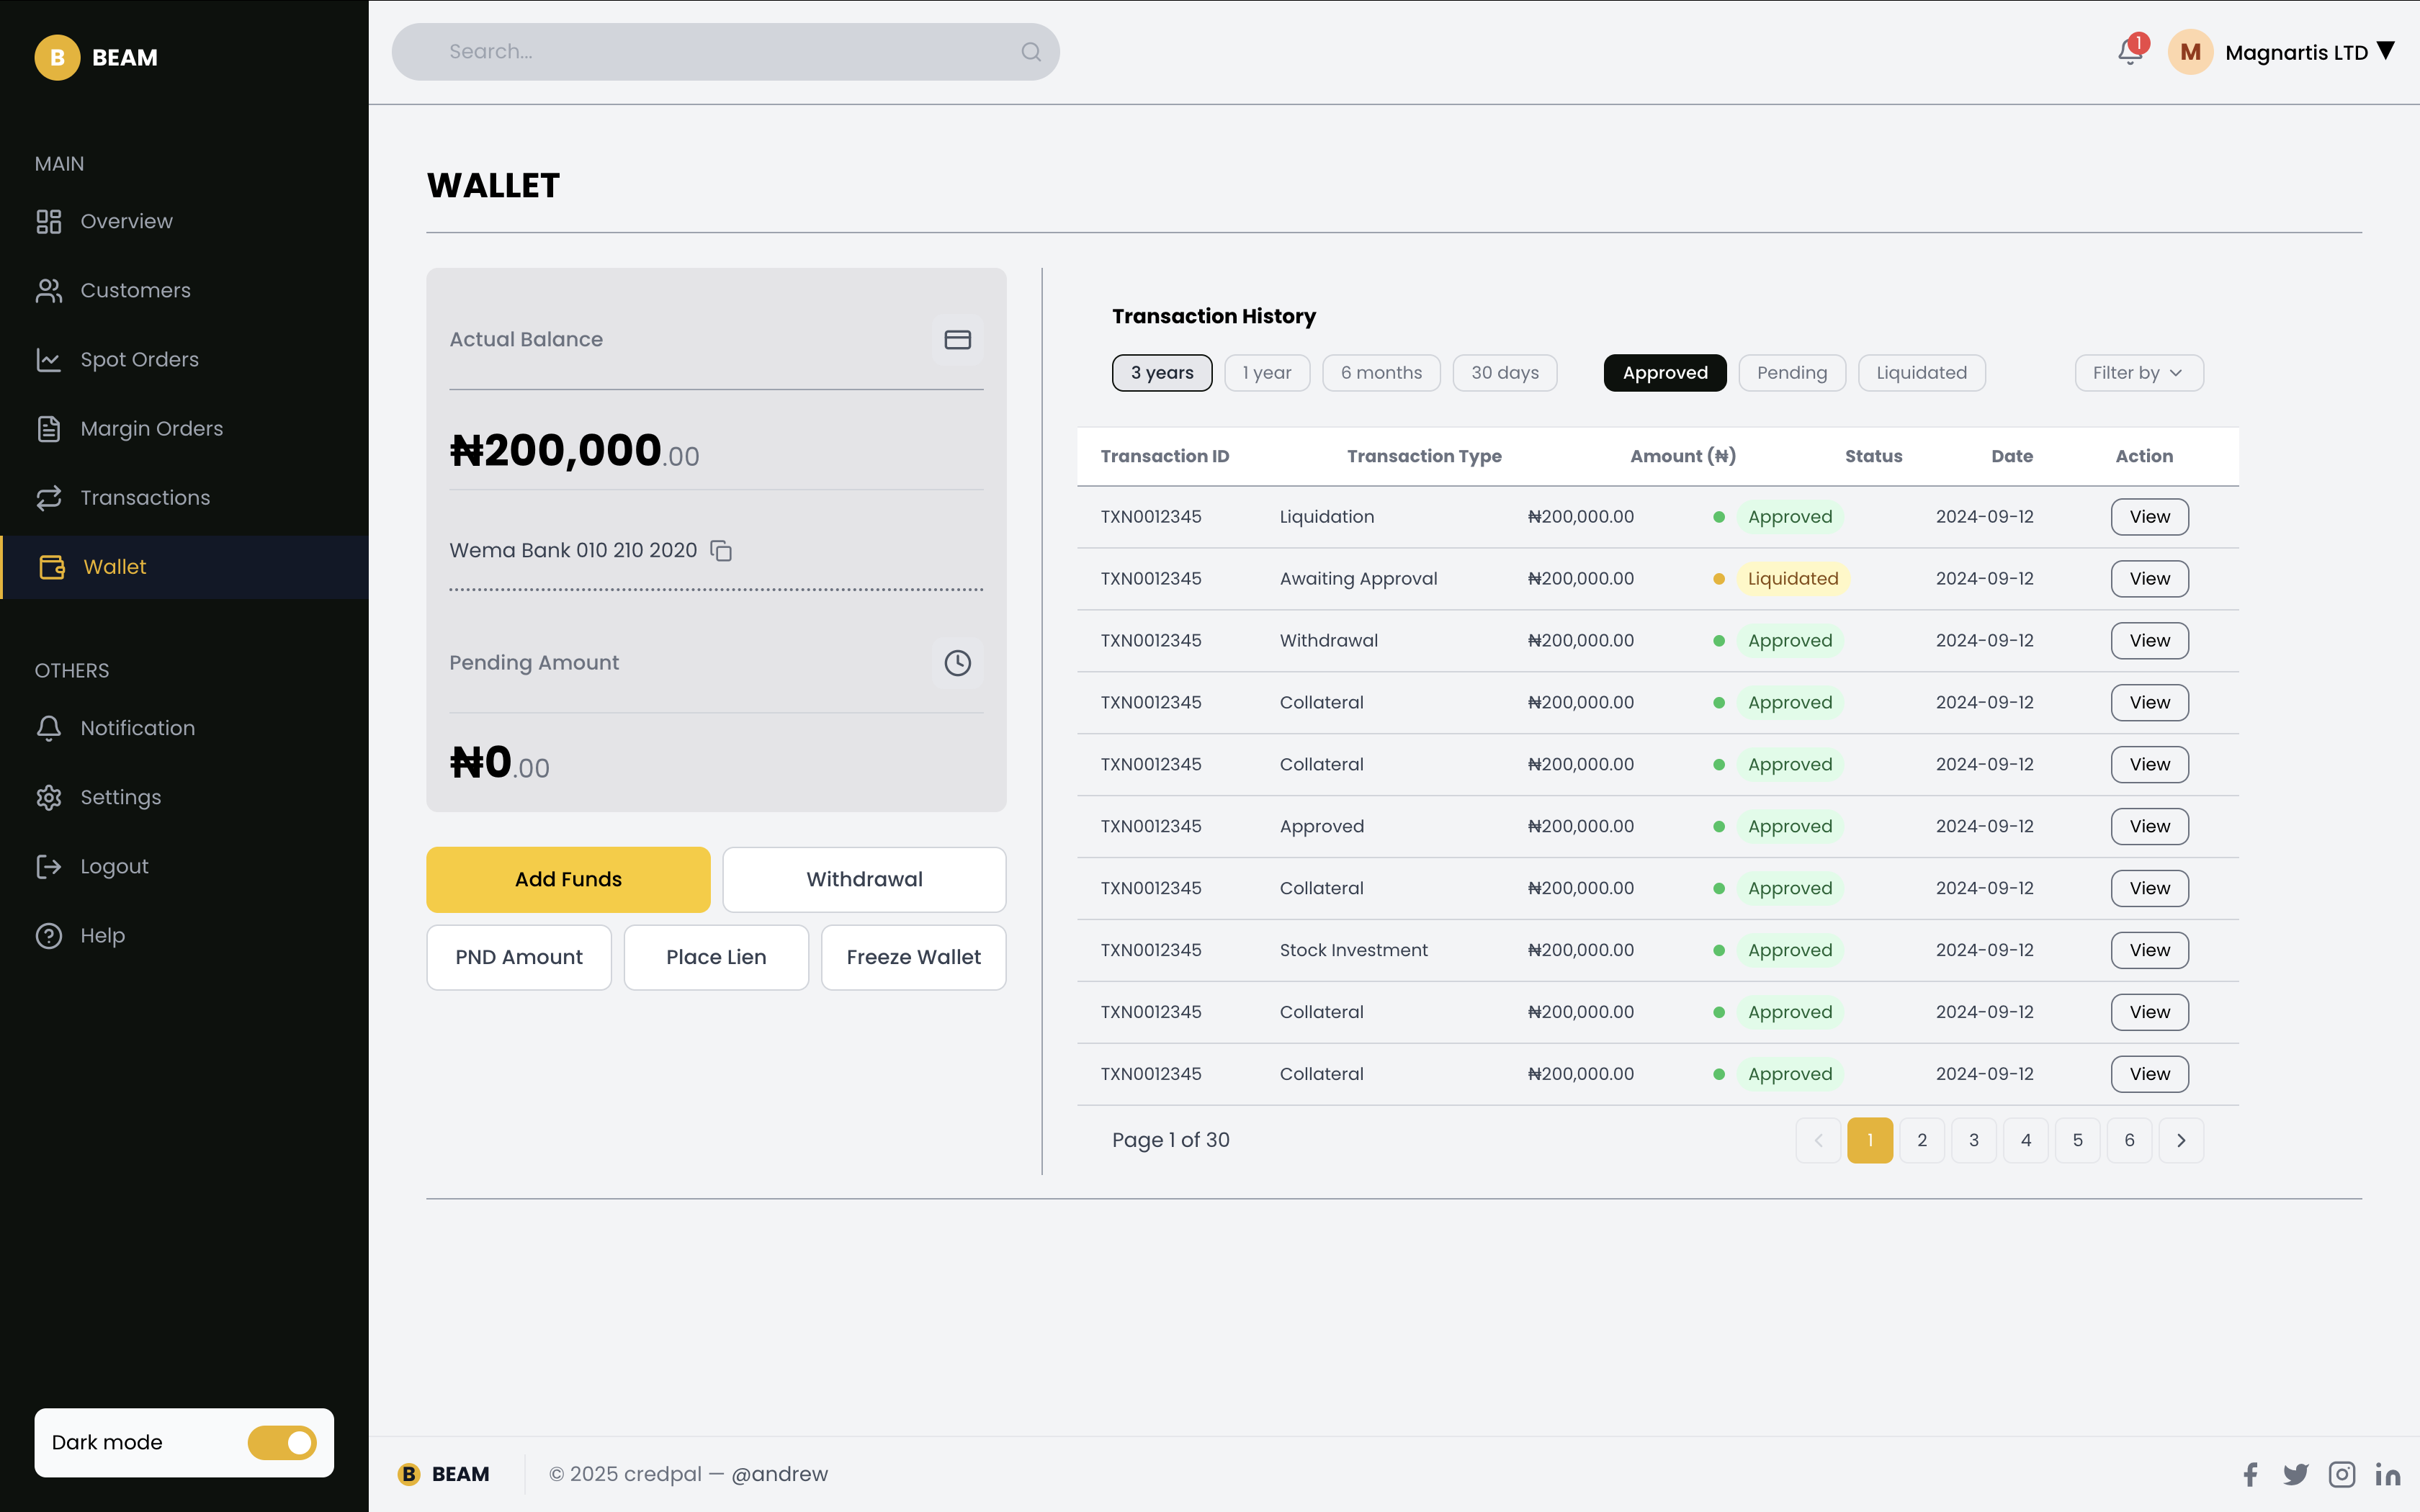 B BEAM
MAIN
Overview
Customers
Spot Orders
Margin Orders
Transactions
Wallet
OTHERS
Notification
Settings
Logout
Help
Dark mode
Search...
1
M Magnartis LTD
WALLET
Actual Balance
₦200,000.00
Wema Bank 010 210 2020
Pending Amount
₦0.00
Add Funds Withdrawal
PND Amount Place Lien Freeze Wallet
Transaction History
3 years 1 year 6 months 30 days Approved Pending Liquidated Filter by
Transaction ID Transaction Type Amount (₦) Status Date Action
TXN0012345 Liquidation ₦200,000.00 Approved 2024-09-12 View
TXN0012345 Awaiting Approval ₦200,000.00 Liquidated 2024-09-12 View
TXN0012345 Withdrawal ₦200,000.00 Approved 2024-09-12 View
TXN0012345 Collateral ₦200,000.00 Approved 2024-09-12 View
TXN0012345 Collateral ₦200,000.00 Approved 2024-09-12 View
TXN0012345 Approved ₦200,000.00 Approved 2024-09-12 View
TXN0012345 Collateral ₦200,000.00 Approved 2024-09-12 View
TXN0012345 Stock Investment ₦200,000.00 Approved 2024-09-12 View
TXN0012345 Collateral ₦200,000.00 Approved 2024-09-12 View
TXN0012345 Collateral ₦200,000.00 Approved 2024-09-12 View
Page 1 of 30 1 2 3 4 5 6
B BEAM © 2025 credpal — @andrew